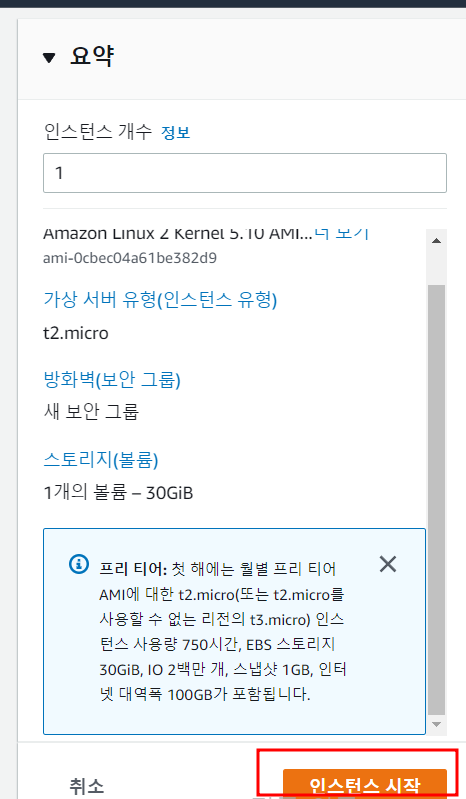 ▼ 요약
인스턴스 개수 정보
1
Amazon Linux 2 Kernel 5.10 AMI...더 보기
ami-0cbec04a61be382d9
가상 서버 유형(인스턴스 유형)
t2.micro
방화벽(보안 그룹)
새 보안 그룹
스토리지(볼륨)
1개의 볼륨 – 30GiB
프리 티어: 첫 해에는 월별 프리 티어
AMI에 대한 t2.micro(또는 t2.micro를
사용할 수 없는 리전의 t3.micro) 인스
턴스 사용량 750시간, EBS 스토리지
30GiB, IO 2백만 개, 스냅샷 1GB, 인터
넷 대역폭 100GB가 포함됩니다.
취소
인스턴스 시작